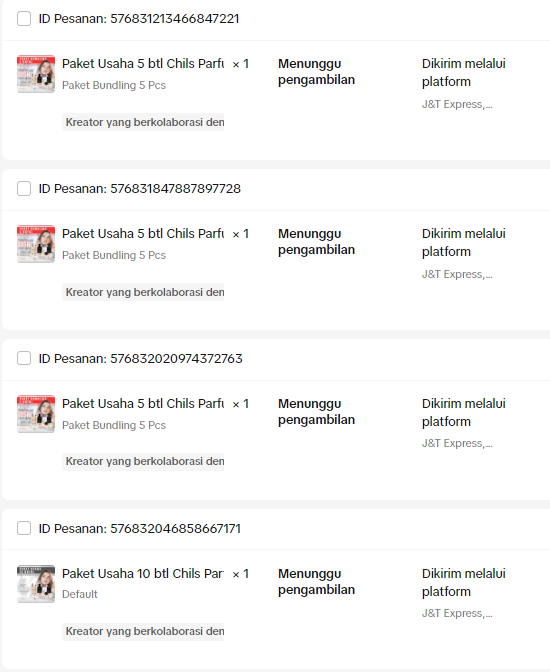 ID Pesanan: 576831213466847221
Paket Usaha 5 btl Chils Parfu × 1
Paket Bundling 5 Pcs
Kreator yang berkolaborasi den
Menunggu
pengambilan
Dikirim melalui
platform
J&T Express,...
ID Pesanan: 576831847887897728
Paket Usaha 5 btl Chils Parfu × 1
Paket Bundling 5 Pcs
Kreator yang berkolaborasi den
Menunggu
pengambilan
Dikirim melalui
platform
J&T Express,...
ID Pesanan: 576832020974372763
Paket Usaha 5 btl Chils Parfu × 1
Paket Bundling 5 Pcs
Kreator yang berkolaborasi den
Menunggu
pengambilan
Dikirim melalui
platform
J&T Express,...
ID Pesanan: 576832046858667171
Paket Usaha 10 btl Chils Par × 1
Default
Kreator yang berkolaborasi den
Menunggu
pengambilan
Dikirim melalui
platform
J&T Express,...